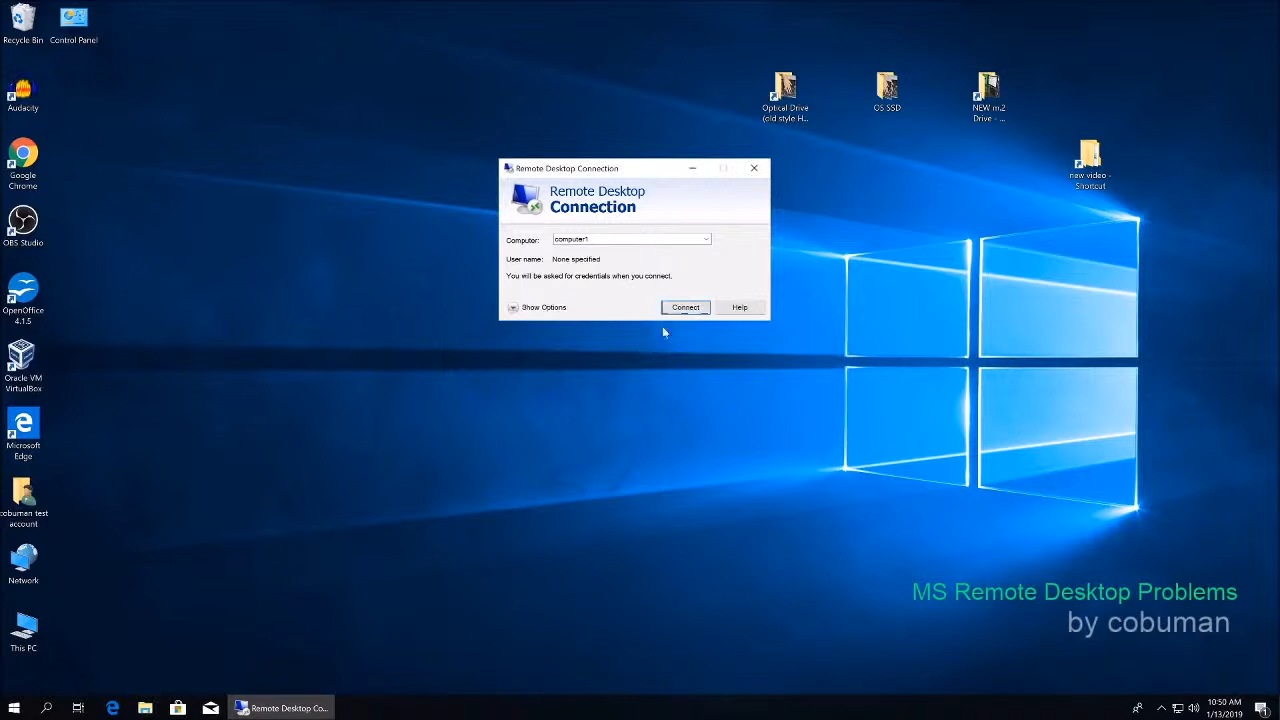 Recycle Bin
Control Panel
Audacity
Google
Chrome
OBS Studio
OpenOffice
4.1.5
Oracle VM
VirtualBox
Microsoft
Edge
cobuman test
account
Network
This PC
Optical Drive
(old style H...
OS SSD
NEW m.2
Drive - ...
new video -
Shortcut
Remote Desktop Connection
Remote Desktop
Connection
Computer: computer1
User name: None specified
You will be asked for credentials when you connect.
Show Options Connect Help
MS Remote Desktop Problems
by cobuman
Remote Desktop Co...
10:50 AM
1/13/2019
1